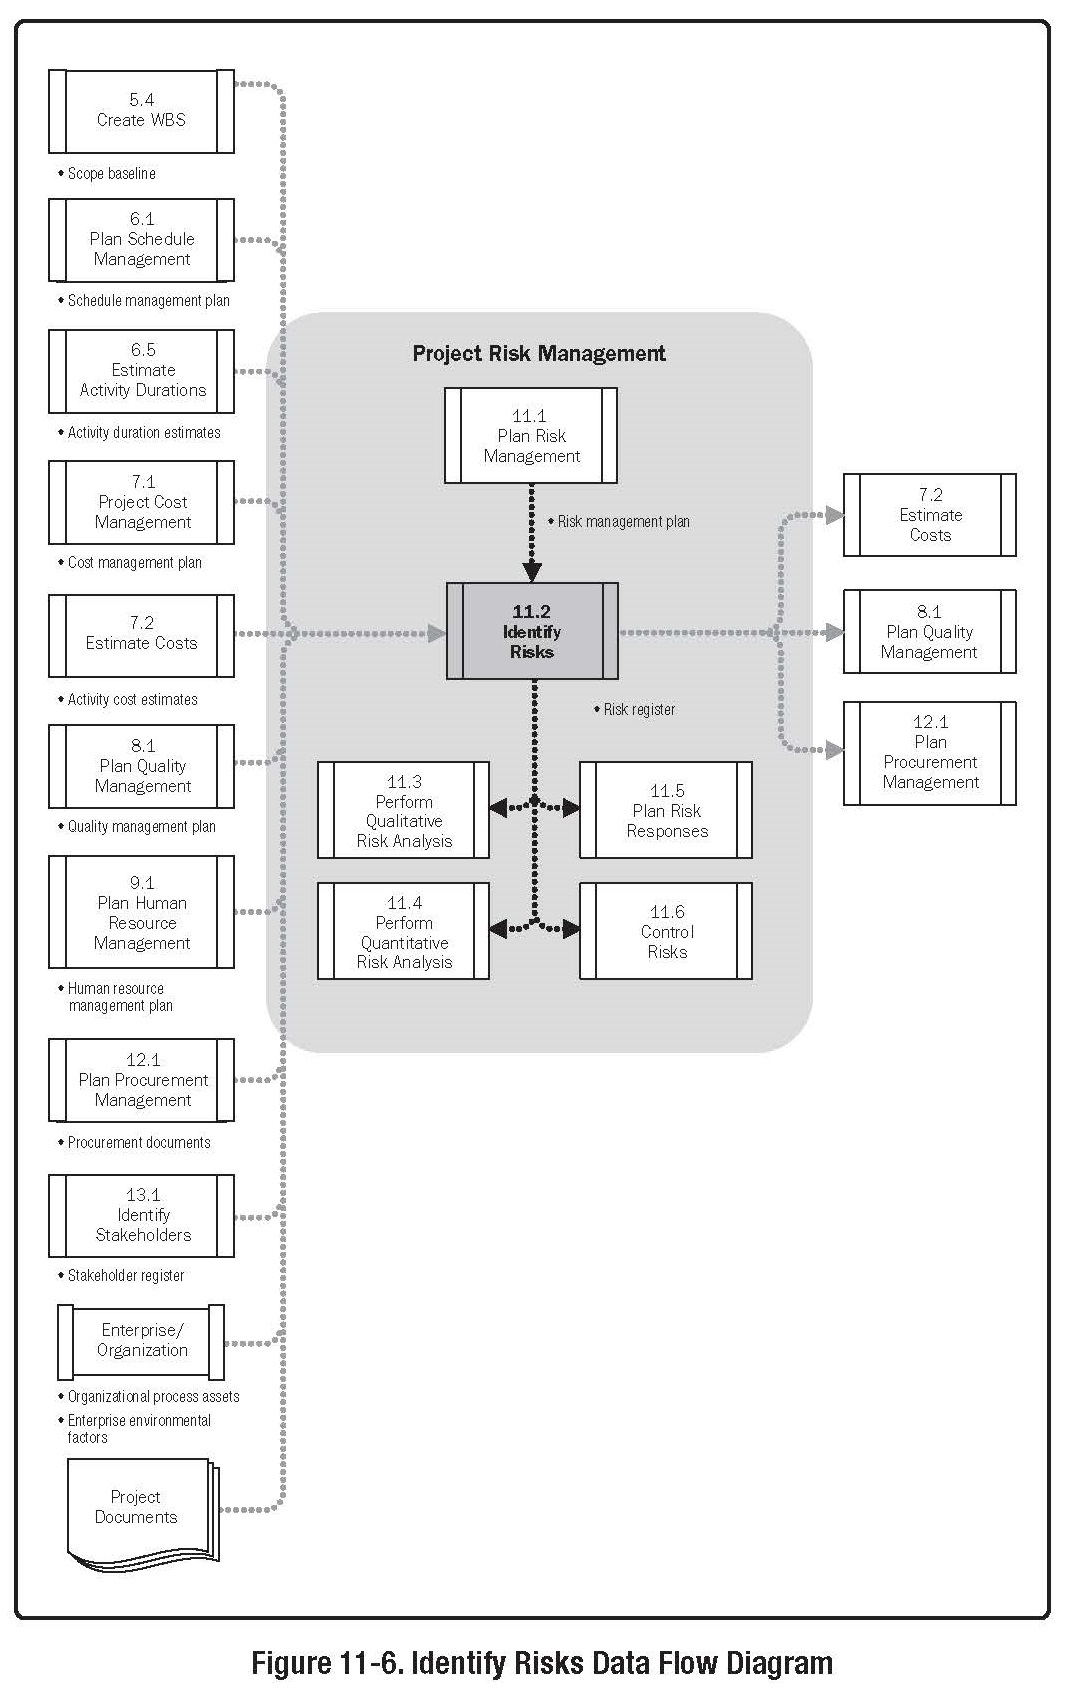 5.4
Create WBS
♦ Scope baseline
6.1
Plan Schedule
Management
♦ Schedule management plan
6.5
Estimate
Activity Durations
♦ Activity duration estimates
7.1
Project Cost
Management
♦ Cost management plan
7.2
Estimate Costs
♦ Activity cost estimates
8.1
Plan Quality
Management
♦ Quality management plan
9.1
Plan Human
Resource
Management
♦ Human resource
management plan
12.1
Plan Procurement
Management
♦ Procurement documents
13.1
Identify
Stakeholders
♦ Stakeholder register
Enterprise/
Organization
♦ Organizational process assets
♦ Enterprise environmental
factors
Project
Documents
Project Risk Management
11.1
Plan Risk
Management
♦ Risk management plan
11.2
Identify
Risks
♦ Risk register
11.3
Perform
Qualitative
Risk Analysis
11.5
Plan Risk
Responses
11.4
Perform
Quantitative
Risk Analysis
11.6
Control
Risks
7.2
Estimate
Costs
8.1
Plan Quality
Management
12.1
Plan
Procurement
Management
Figure 11-6. Identify Risks Data Flow Diagram